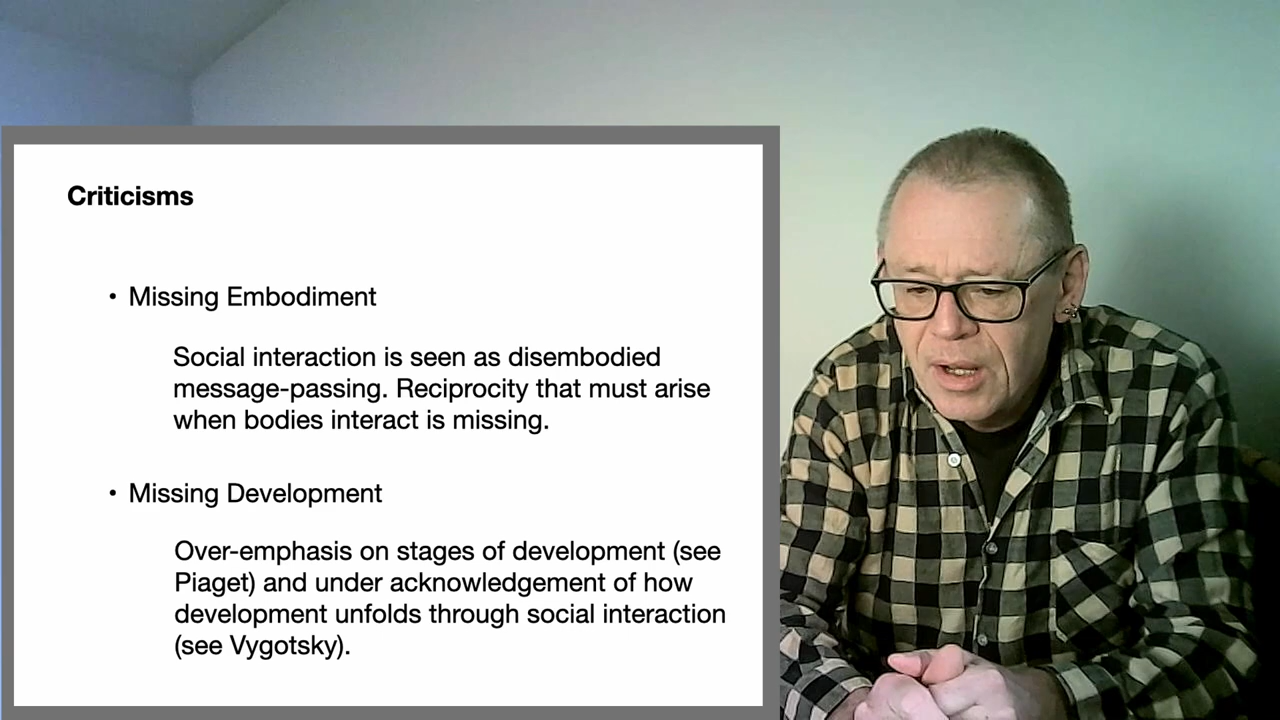 Criticisms
• Missing Embodiment
Social interaction is seen as disembodied
message-passing. Reciprocity that must arise
when bodies interact is missing.
• Missing Development
Over-emphasis on stages of development (see
Piaget) and under acknowledgement of how
development unfolds through social interaction
(see Vygotsky).